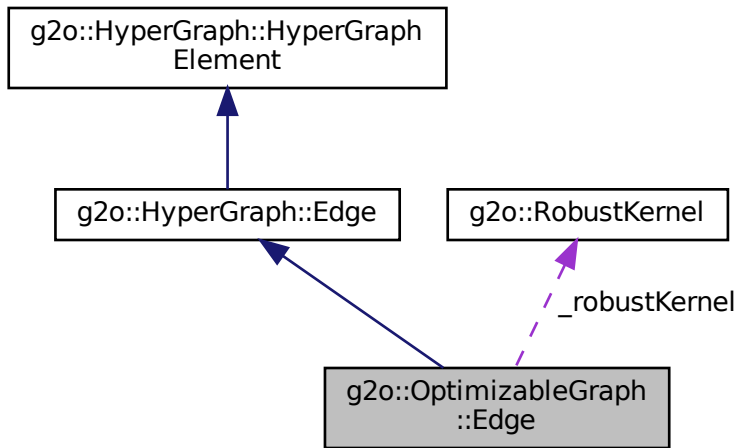 g2o::HyperGraph::HyperGraph
Element
g2o::HyperGraph::Edge
g2o::RobustKernel
_robustKernel
g2o::OptimizableGraph
::Edge